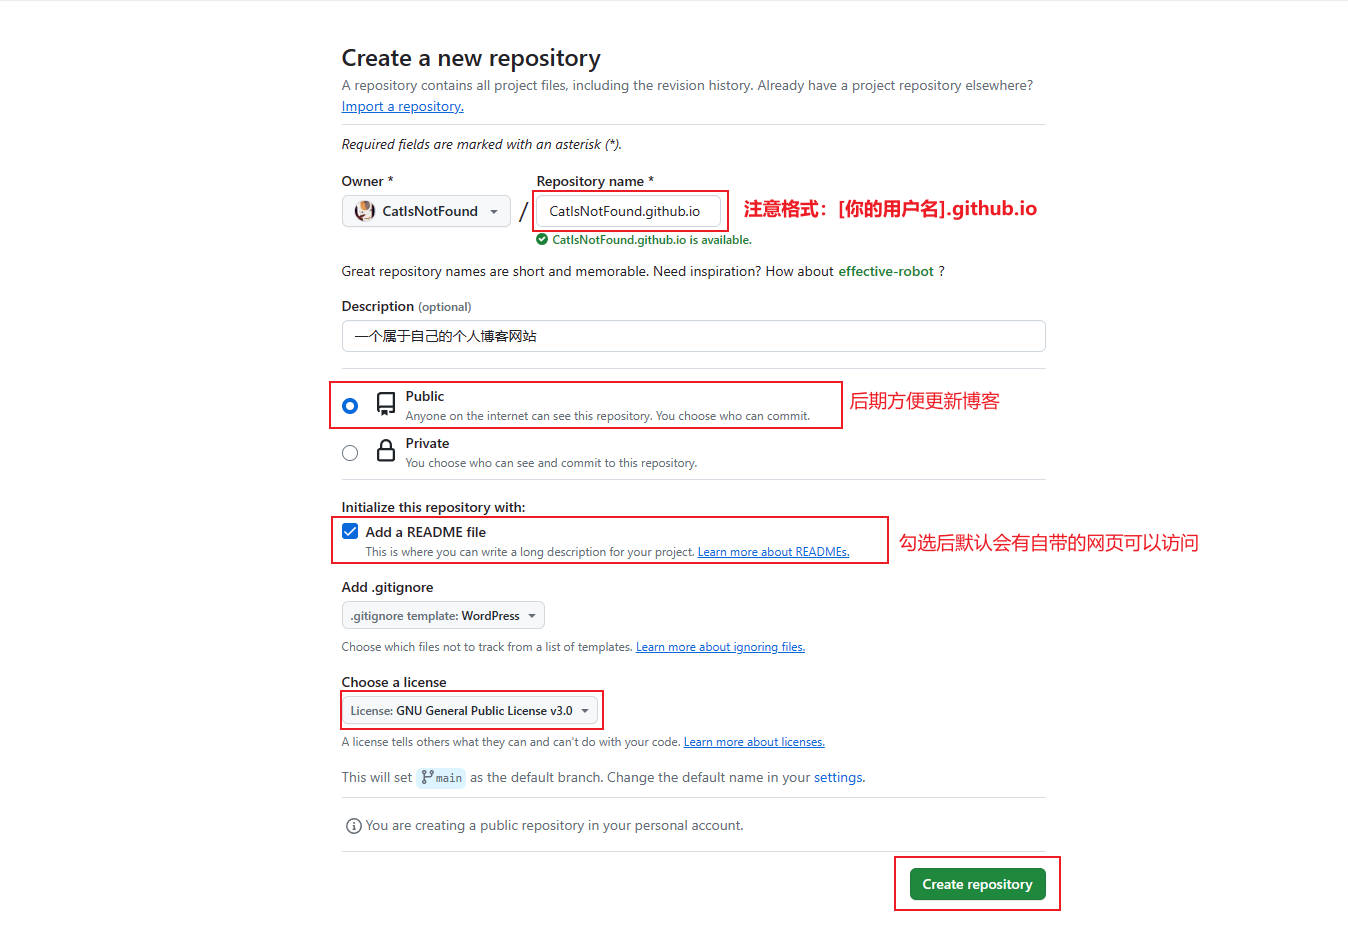 Create a new repository
A repository contains all project files, including the revision history. Already have a project repository elsewhere?
Import a repository.
Required fields are marked with an asterisk (*).
Owner *
Repository name *
CatIsNotFound
/
CatIsNotFound.github.io
注意格式：[你的用户名].github.io
CatIsNotFound.github.io is available.
Great repository names are short and memorable. Need inspiration? How about effective-robot ?
Description (optional)
一个属于自己的个人博客网站
Public
Anyone on the internet can see this repository. You choose who can commit.
后期方便更新博客
Private
You choose who can see and commit to this repository.
Initialize this repository with:
Add a README file
This is where you can write a long description for your project. Learn more about READMEs.
勾选后默认会有自带的网页可以访问
Add .gitignore
.gitignore template: WordPress
Choose which files not to track from a list of templates. Learn more about ignoring files.
Choose a license
License: GNU General Public License v3.0
A license tells others what they can and can't do with your code. Learn more about licenses.
This will set main as the default branch. Change the default name in your settings.
You are creating a public repository in your personal account.
Create repository